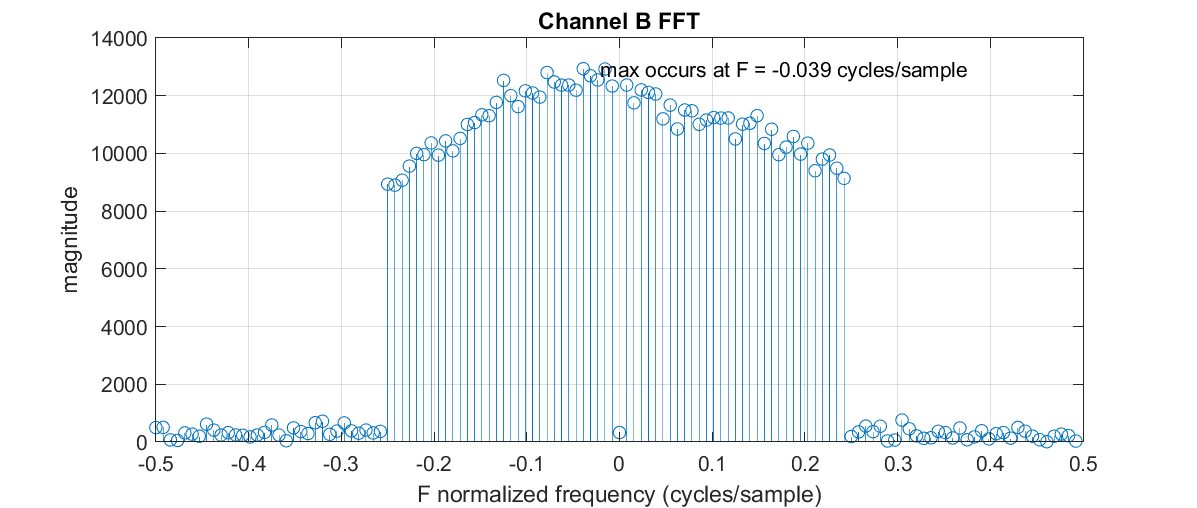 Channel B FFT
14000
12000
10000
8000
6000
4000
2000
0
magnitude
max occurs at F = -0.039 cycles/sample
-0.5 -0.4 -0.3 -0.2 -0.1 0 0.1 0.2 0.3 0.4 0.5
F normalized frequency (cycles/sample)